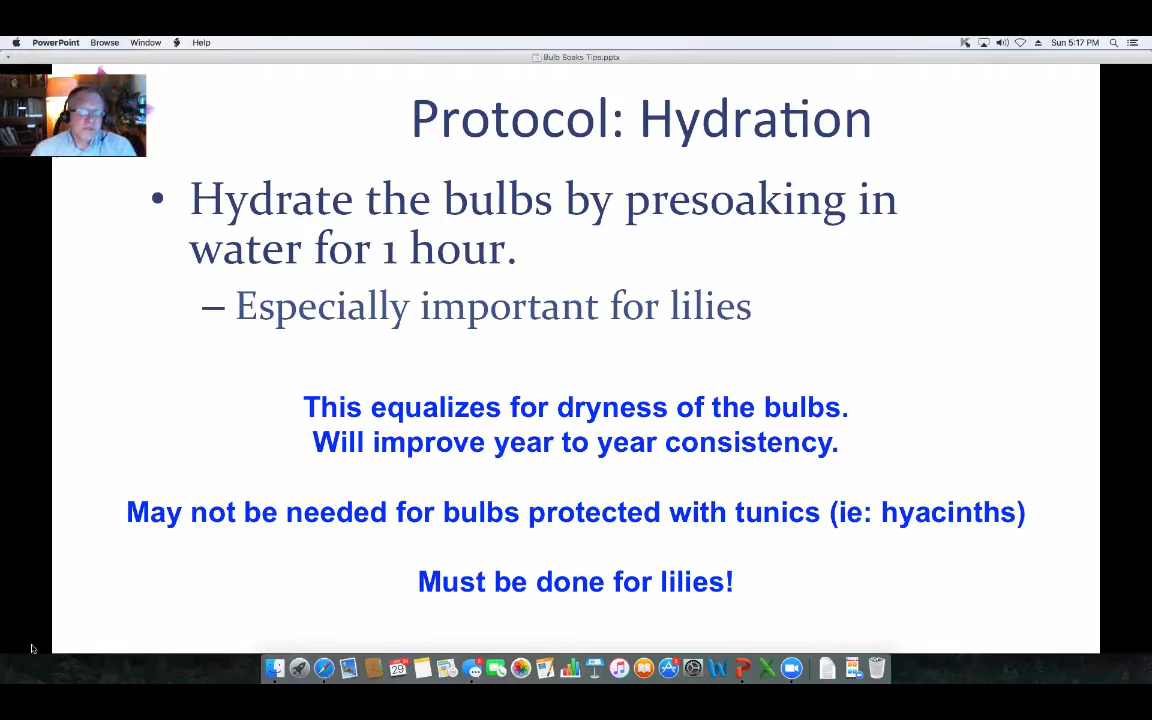 PowerPoint Browse Window Help
Sun 5:17 PM
Bulb Soaks Tips.pptx
Protocol: Hydration
• Hydrate the bulbs by presoaking in
water for 1 hour.
– Especially important for lilies
This equalizes for dryness of the bulbs.
Will improve year to year consistency.
May not be needed for bulbs protected with tunics (ie: hyacinths)
Must be done for lilies!
29